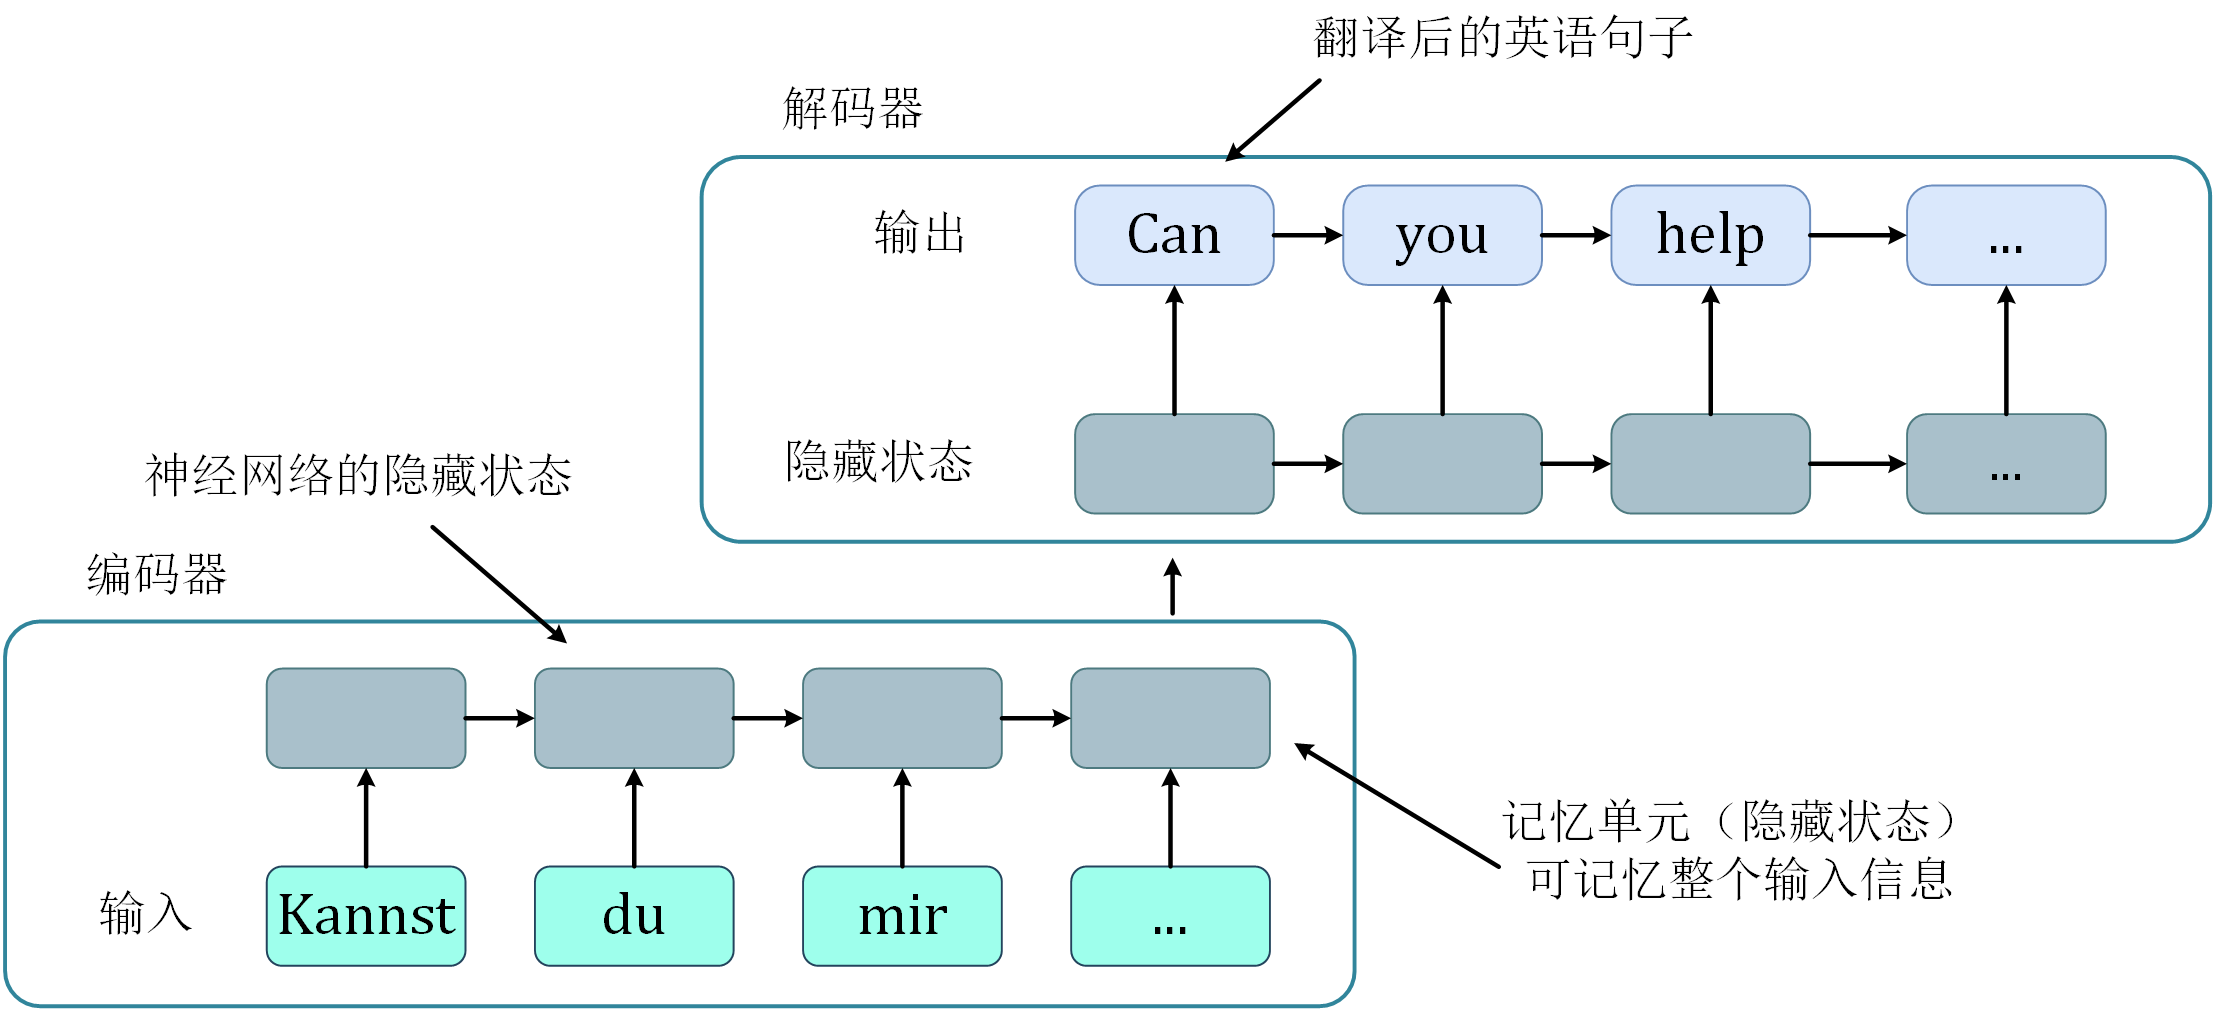 翻译后的英语句子
解码器
输出
Can
you
help
...
隐藏状态
...
神经网络的隐藏状态
编码器
记忆单元（隐藏状态）
可记忆整个输入信息
输入
Kannst
du
mir
...